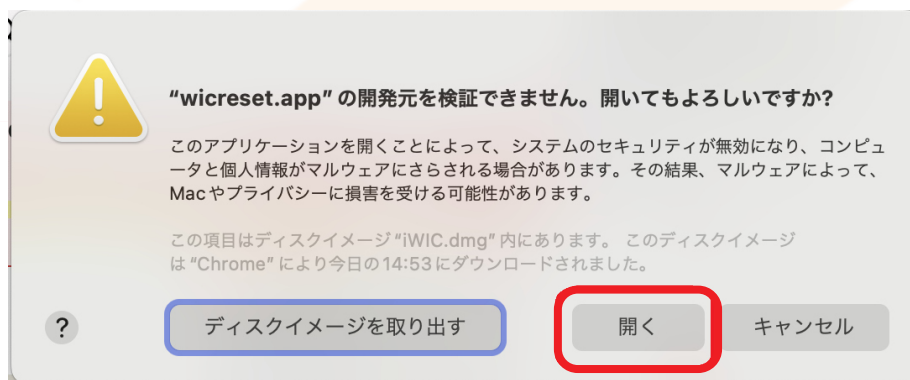 “wicreset.app” の開発元を検証できません。開いてもよろしいですか?
このアプリケーションを開くことによって、システムのセキュリティが無効になり、コンピュ
ータと個人情報がマルウェアにさらされる場合があります。その結果、マルウェアによって、
Macやプライバシーに損害を受ける可能性があります。
この項目はディスクイメージ“iWIC.dmg” 内にあります。 このディスクイメージ
は “Chrome” により今日の14:53にダウンロードされました。
? ディスクイメージを取り出す 開く キャンセル